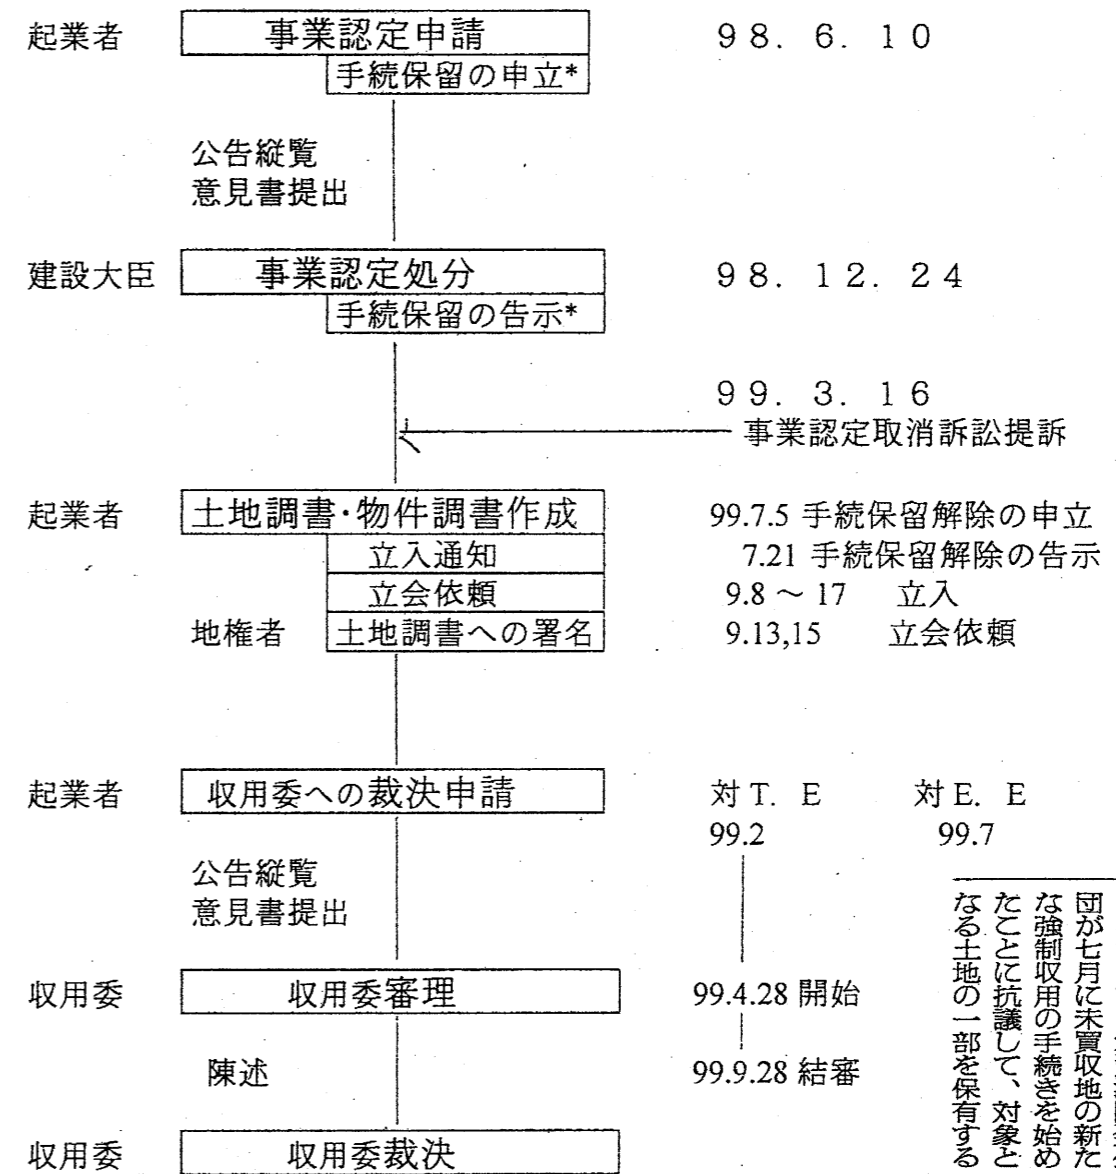 起業者 事業認定申請 98. 6. 10
手続保留の申立*
公告縦覧
意見書提出
建設大臣 事業認定処分 98. 12. 24
手続保留の告示*
99. 3. 16
事業認定取消訴訟提訴
起業者 土地調書・物件調書作成 99.7.5 手続保留解除の申立
立入通知 7.21 手続保留解除の告示
立会依頼 9.8 ～ 17 立入
地権者 土地調書への署名 9.13,15 立会依頼
起業者 収用委への裁決申請 対T. E 対E. E
99.2 99.7
公告縦覧
意見書提出
収用委 収用委審理 99.4.28 開始
陳述 99.9.28 結審
収用委 収用委裁決
団が七月に未買収地の新た
な強制収用の手続きを始め
たことに抗議して、対象と
なる土地の一部を保有する